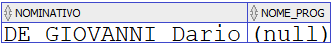 NOMINATIVO NOME_PROG
DE GIOVANNI Dario (null)